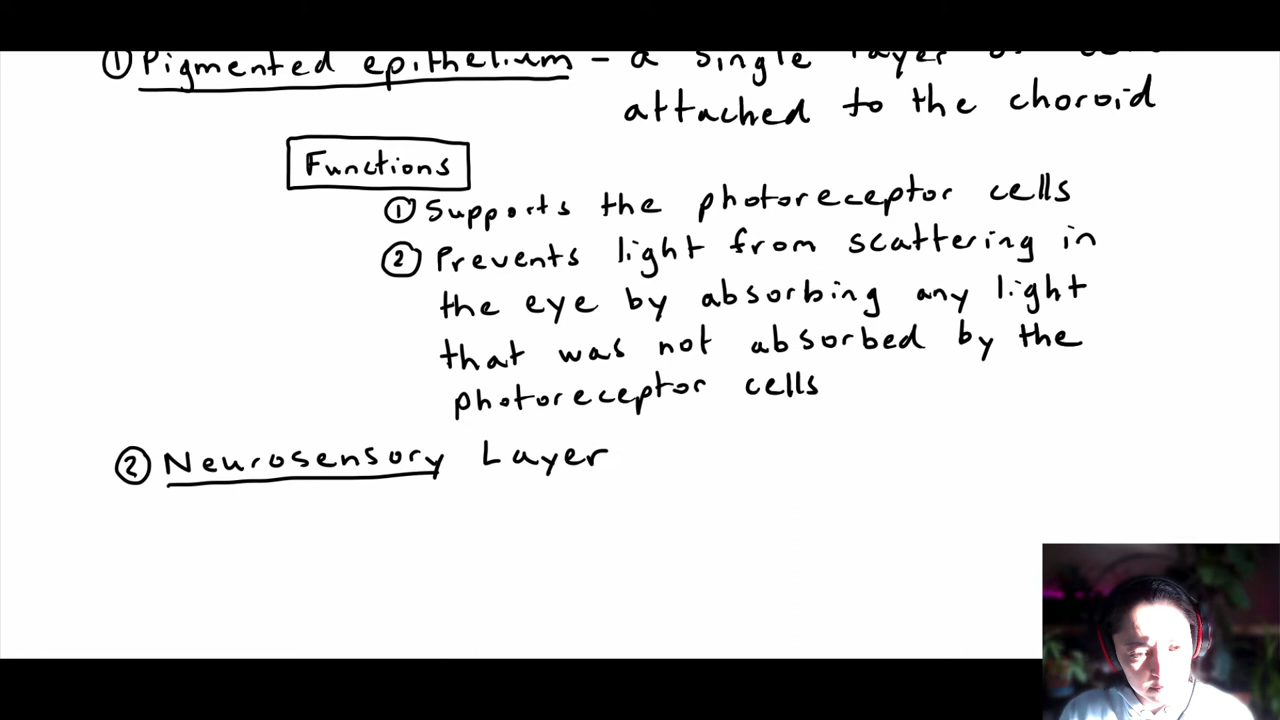 ① Pigmented epithelium – a single layer
attached to the choroid
Functions
① Supports the photoreceptor cells
② Prevents light from scattering in
the eye by absorbing any light
that was not absorbed by the
photoreceptor cells
② Neurosensory Layer